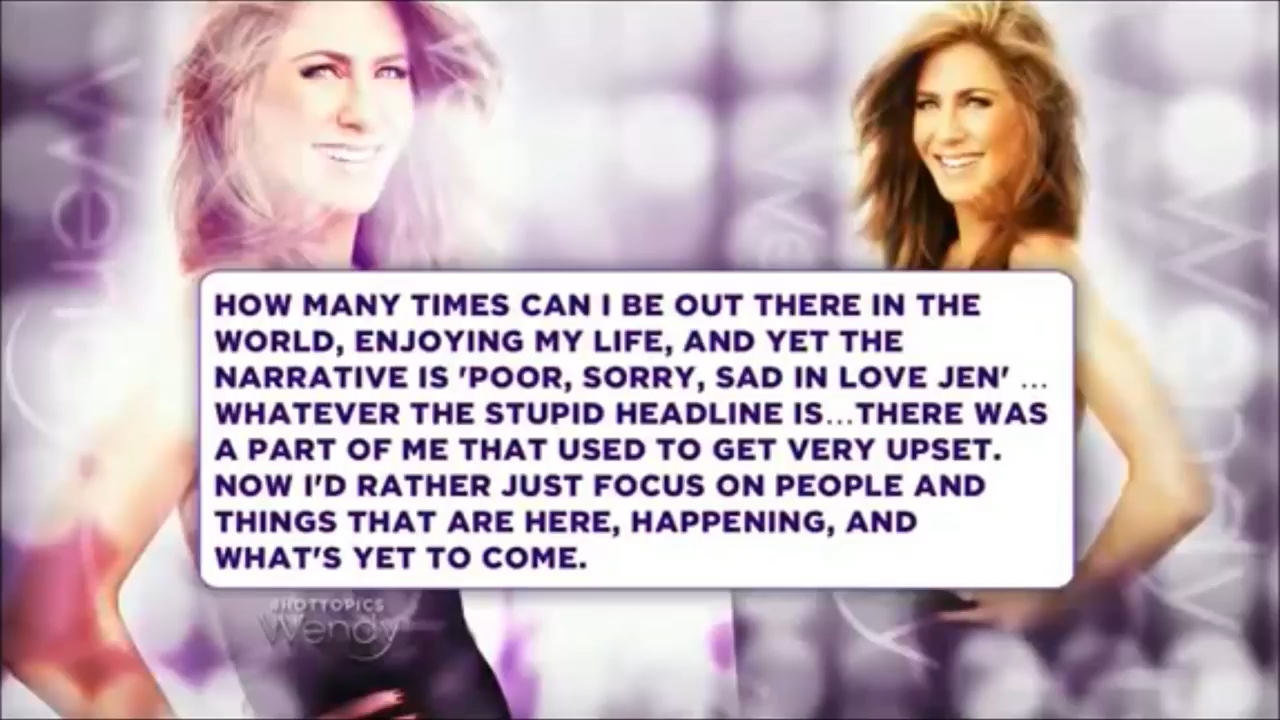 HOW MANY TIMES CAN I BE OUT THERE IN THE
WORLD, ENJOYING MY LIFE, AND YET THE
NARRATIVE IS 'POOR, SORRY, SAD IN LOVE JEN' ...
WHATEVER THE STUPID HEADLINE IS...THERE WAS
A PART OF ME THAT USED TO GET VERY UPSET.
NOW I'D RATHER JUST FOCUS ON PEOPLE AND
THINGS THAT ARE HERE, HAPPENING, AND
WHAT'S YET TO COME.
#HOTTOPICS
Wendy